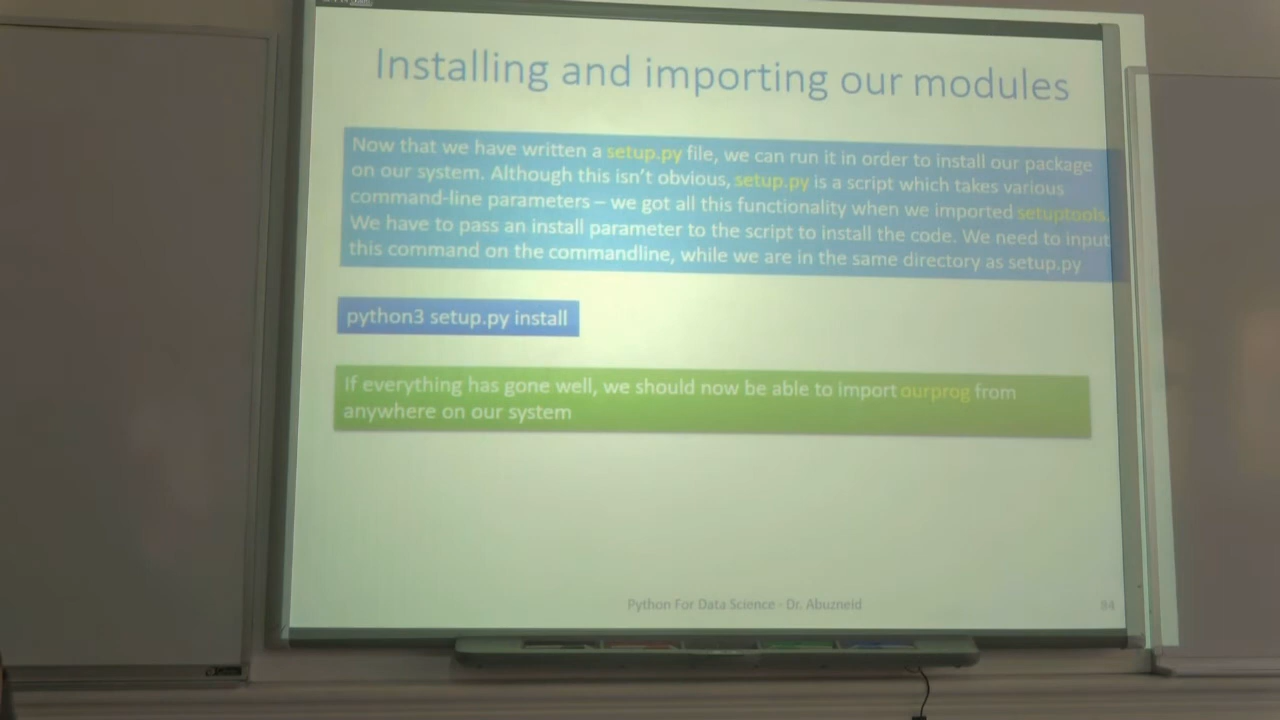 Installing and importing our modules
Now that we have written a setup.py file, we can run it in order to install our package
on our system. Although this isn't obvious, setup.py is a script which takes various
command-line parameters – we got all this functionality when we imported setuptools.
We have to pass an install parameter to the script to install the code. We need to input
this command on the commandline, while we are in the same directory as setup.py
python3 setup.py install
If everything has gone well, we should now be able to import ourprog from
anywhere on our system
Python For Data Science - Dr. Abuzneid
84